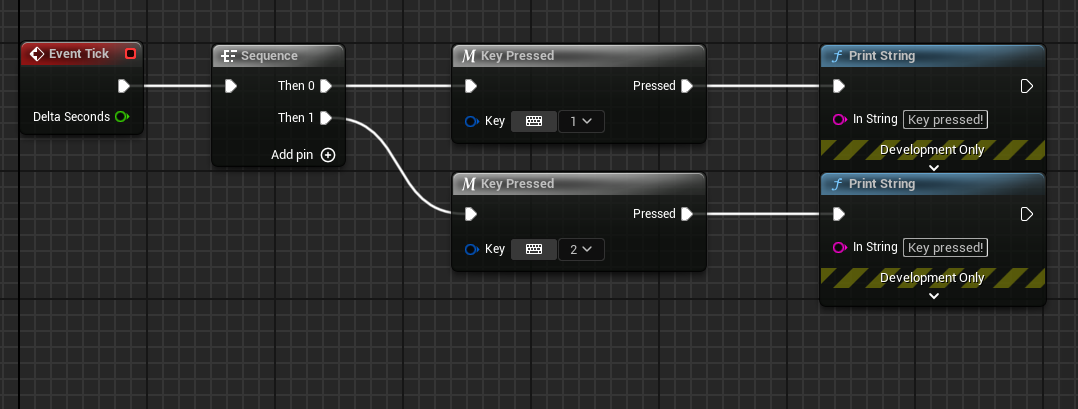 Event Tick
Delta Seconds
Sequence
Then 0
Then 1
Add pin
Key Pressed
Pressed
Key 1
Print String
In String Key pressed!
Development Only
Key Pressed
Pressed
Key 2
Print String
In String Key pressed!
Development Only